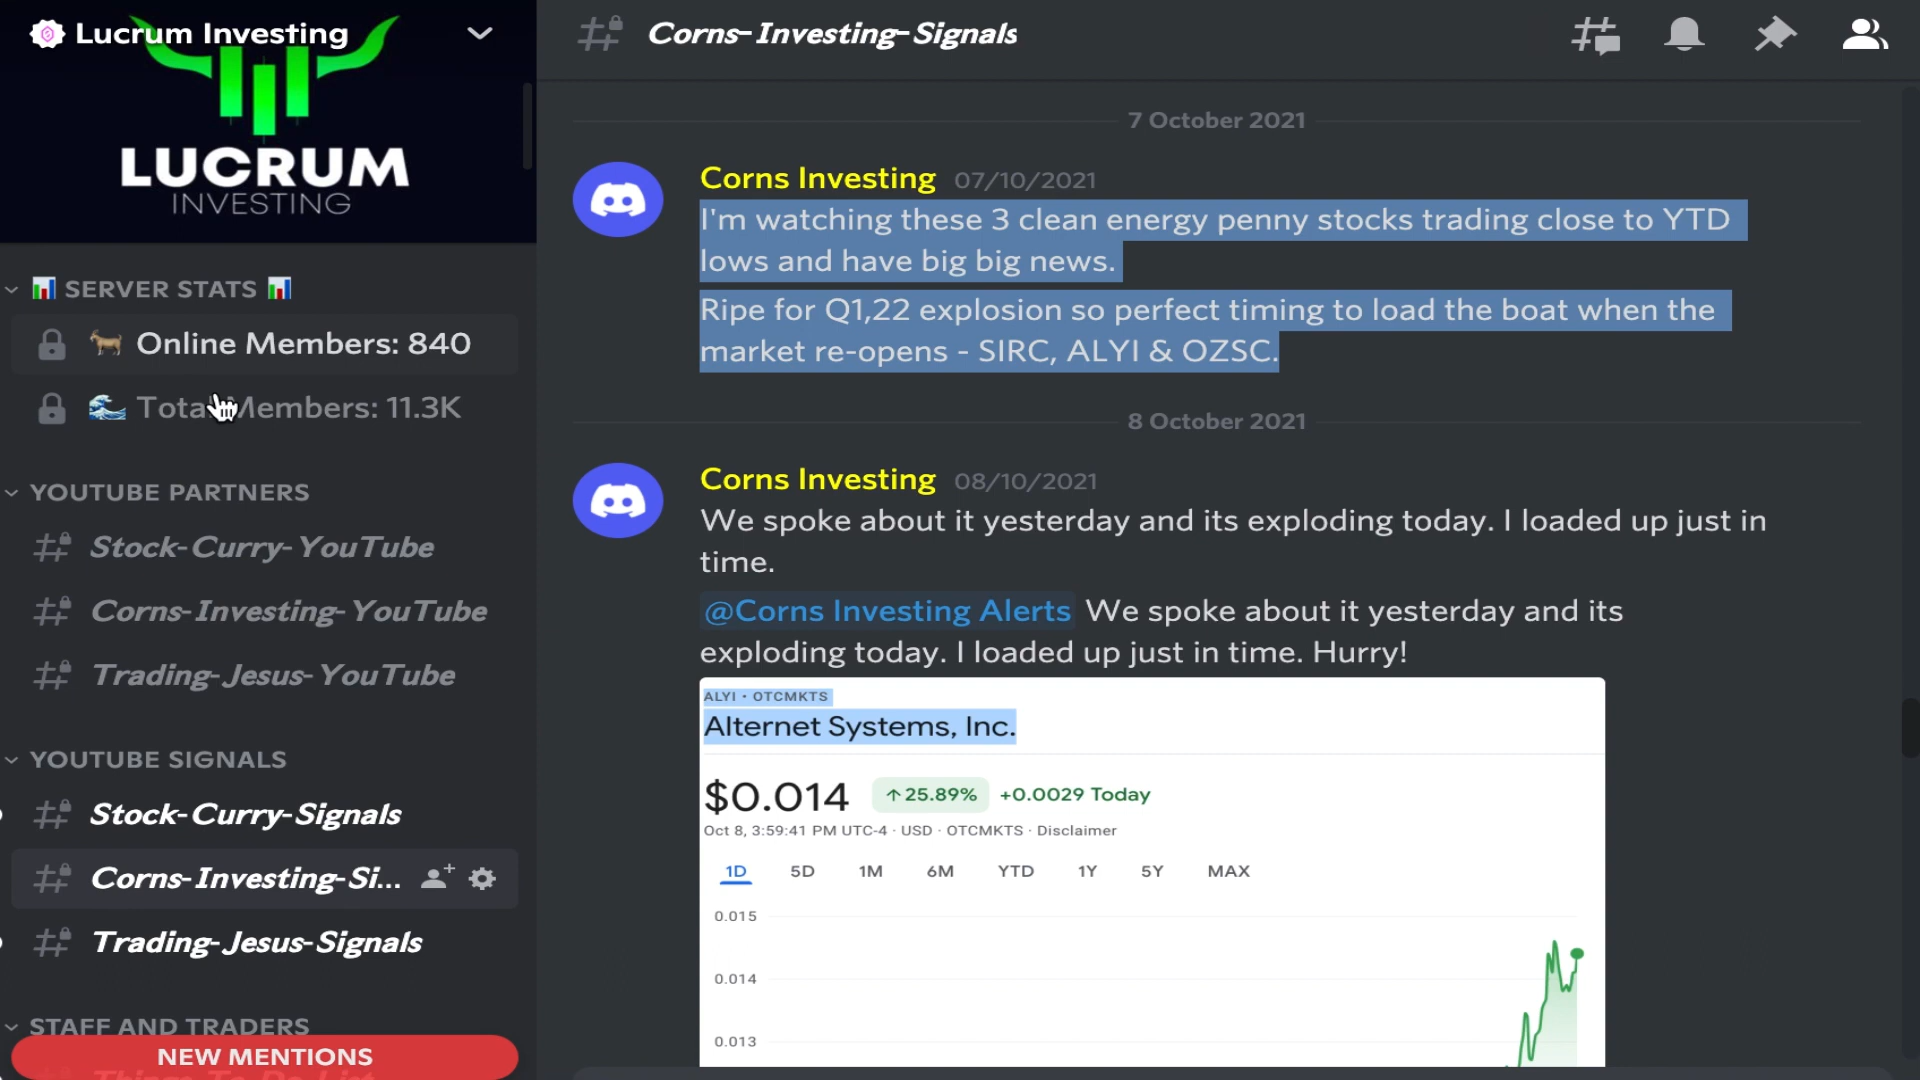 Lucrum Investing
LUCRUM
INVESTING
SERVER STATS
Online Members: 840
Total Members: 11.3K
YOUTUBE PARTNERS
Stock-Curry-YouTube
Corns-Investing-YouTube
Trading-Jesus-YouTube
YOUTUBE SIGNALS
Stock-Curry-Signals
Corns-Investing-Si...
Trading-Jesus-Signals
STAFF AND TRADERS
NEW MENTIONS
Things-To-Do-List
Corns-Investing-Signals
7 October 2021
Corns Investing 07/10/2021
I'm watching these 3 clean energy penny stocks trading close to YTD
lows and have big big news.
Ripe for Q1,22 explosion so perfect timing to load the boat when the
market re-opens - SIRC, ALYI & OZSC.
8 October 2021
Corns Investing 08/10/2021
We spoke about it yesterday and its exploding today. I loaded up just in
time.
@Corns Investing Alerts We spoke about it yesterday and its
exploding today. I loaded up just in time. Hurry!
ALYI • OTCMKTS
Alternet Systems, Inc.
$0.014 ↑25.89% +0.0029 Today
Oct 8, 3:59:41 PM UTC-4 · USD · OTCMKTS · Disclaimer
1D 5D 1M 6M YTD 1Y 5Y MAX
0.015
0.014
0.013